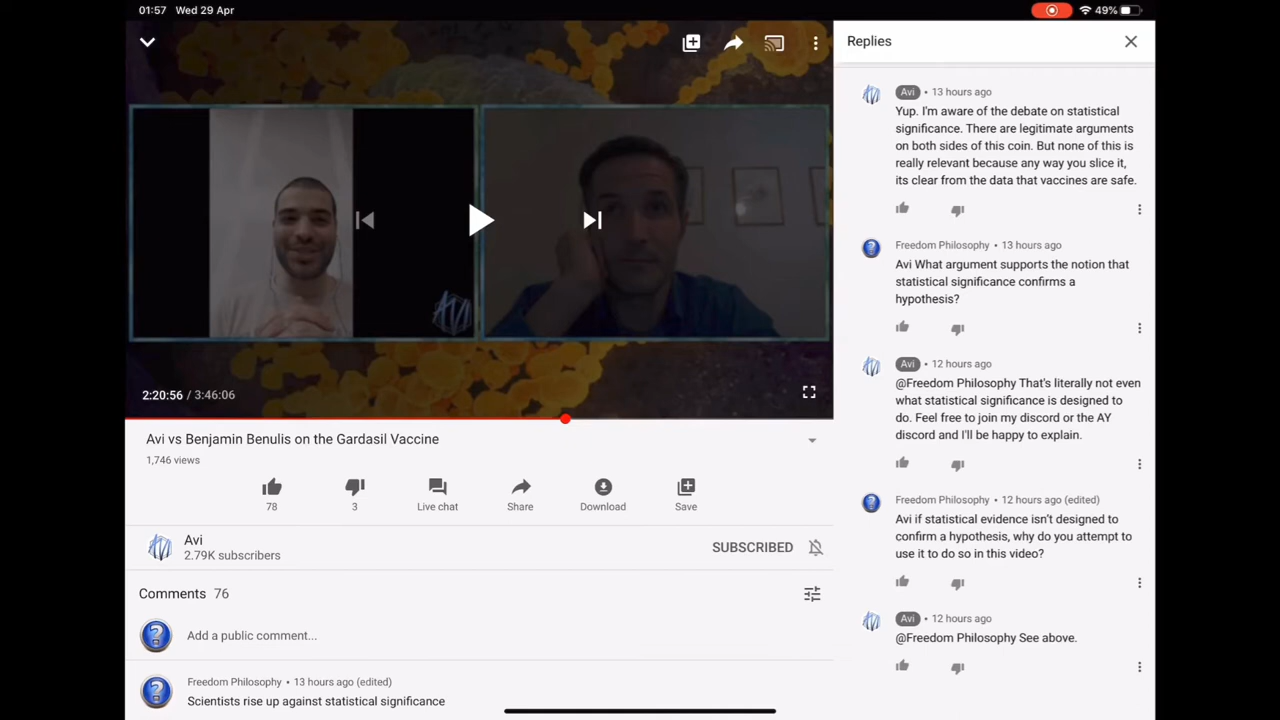 01:57 Wed 29 Apr
49%
Replies
Avi • 13 hours ago
Yup. I'm aware of the debate on statistical
significance. There are legitimate arguments
on both sides of this coin. But none of this is
really relevant because any way you slice it,
its clear from the data that vaccines are safe.
Freedom Philosophy • 13 hours ago
Avi What argument supports the notion that
statistical significance confirms a
hypothesis?
Avi • 12 hours ago
@Freedom Philosophy That's literally not even
what statistical significance is designed to
do. Feel free to join my discord or the AY
discord and I'll be happy to explain.
Freedom Philosophy • 12 hours ago (edited)
Avi if statistical evidence isn't designed to
confirm a hypothesis, why do you attempt to
use it to do so in this video?
Avi • 12 hours ago
@Freedom Philosophy See above.
AVI
2:20:56 / 3:46:06
Avi vs Benjamin Benulis on the Gardasil Vaccine
1,746 views
78
3
Live chat
Share
Download
Save
Avi
2.79K subscribers
SUBSCRIBED
Comments 76
Add a public comment...
Freedom Philosophy • 13 hours ago (edited)
Scientists rise up against statistical significance